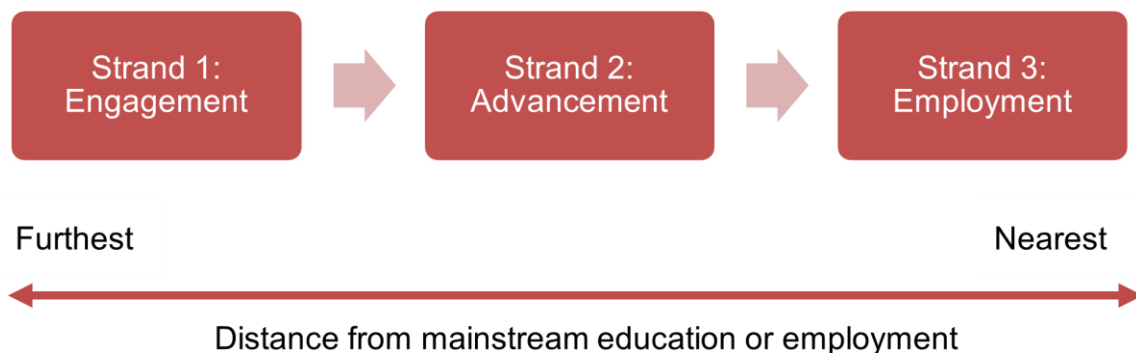 Strand 1:
Engagement
Strand 2:
Advancement
Strand 3:
Employment
Furthest
Nearest
Distance from mainstream education or employment